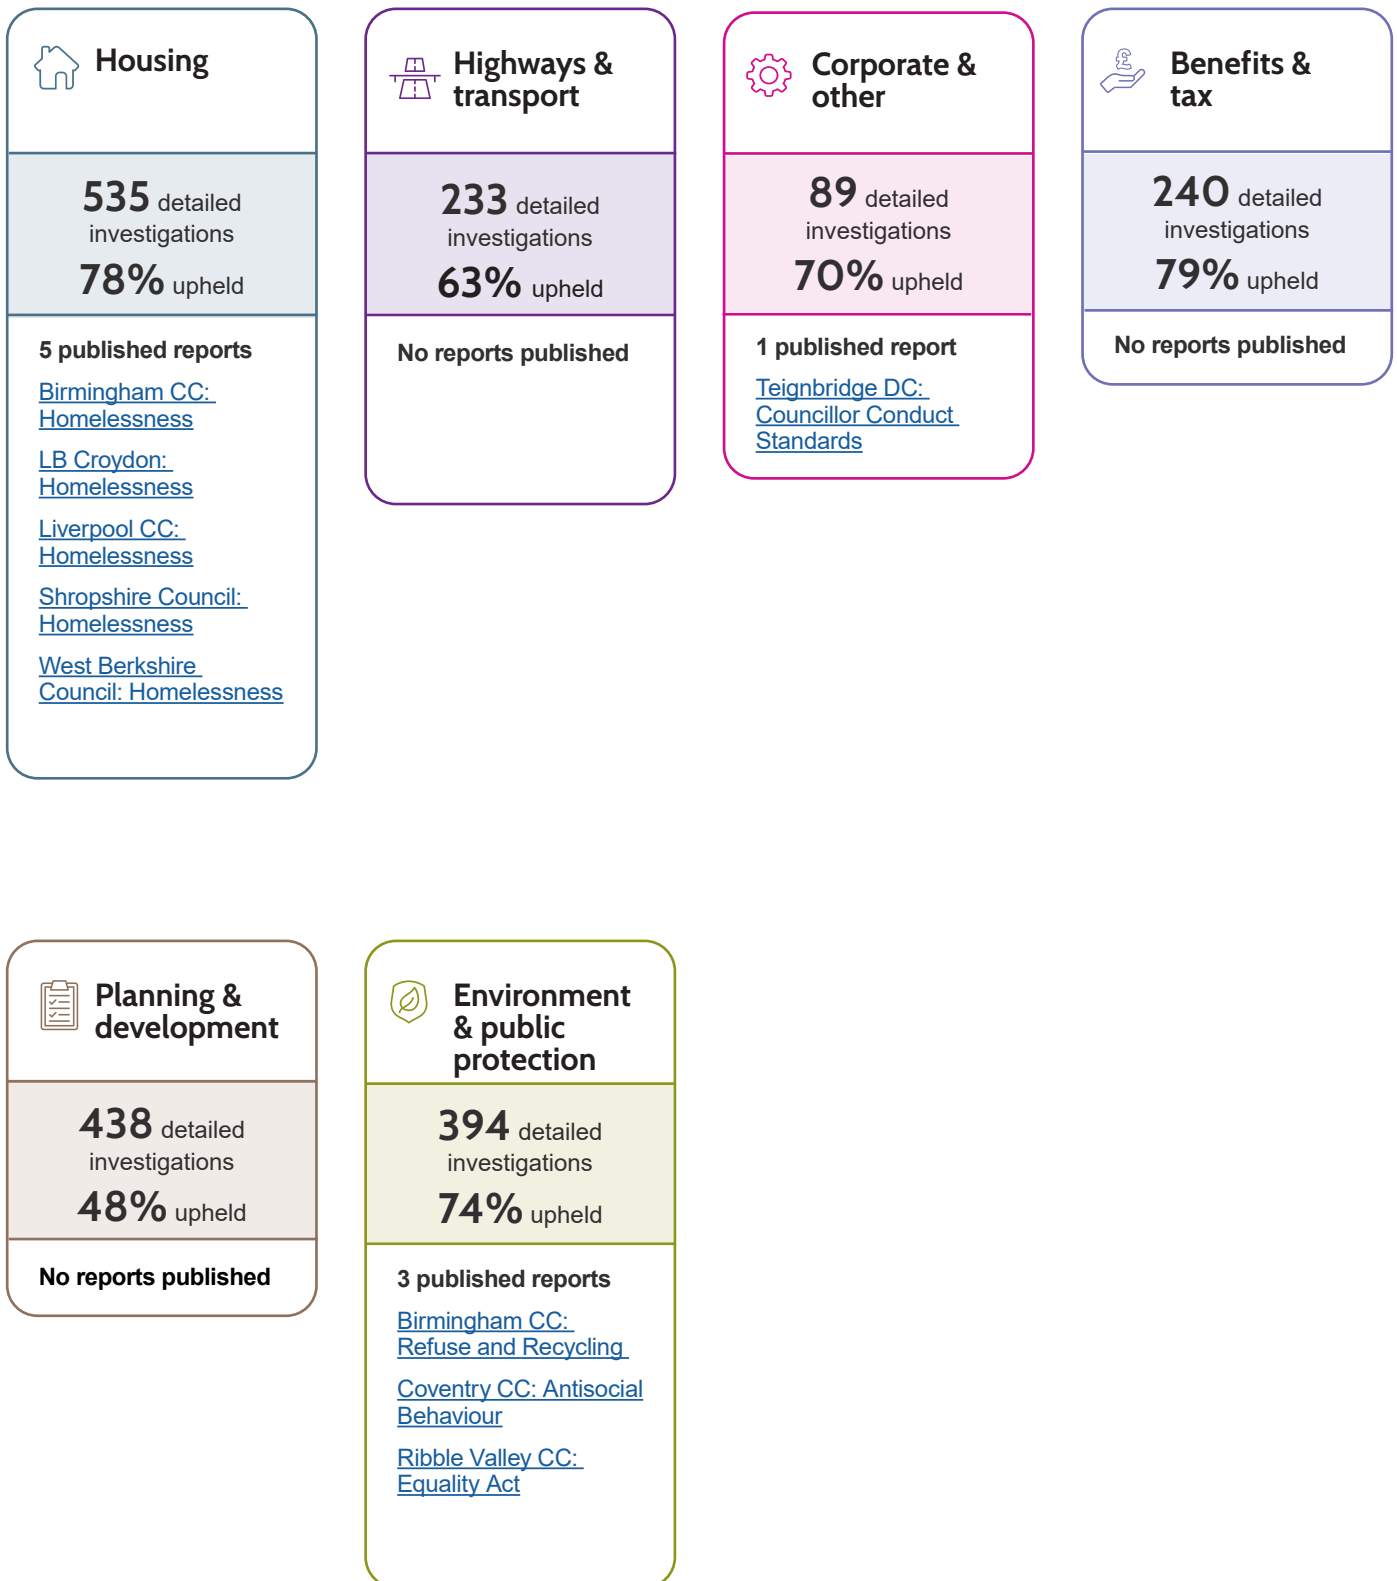 Housing
535 detailed
investigations
78% upheld
5 published reports
Birmingham CC:
Homelessness
LB Croydon:
Homelessness
Liverpool CC:
Homelessness
Shropshire Council:
Homelessness
West Berkshire
Council: Homelessness
Highways &
transport
233 detailed
investigations
63% upheld
No reports published
Corporate &
other
89 detailed
investigations
70% upheld
1 published report
Teignbridge DC:
Councillor Conduct
Standards
£
Benefits &
tax
240 detailed
investigations
79% upheld
No reports published
Planning &
development
438 detailed
investigations
48% upheld
No reports published
Environment
& public
protection
394 detailed
investigations
74% upheld
3 published reports
Birmingham CC:
Refuse and Recycling
Coventry CC: Antisocial
Behaviour
Ribble Valley CC:
Equality Act